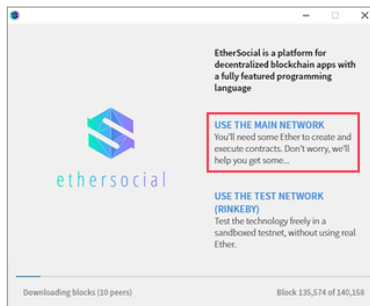 EtherSocial is a platform for
decentralized blockchain apps with
a fully featured programming
language
USE THE MAIN NETWORK
You'll need some Ether to create and
execute contracts. Don't worry, we'll
help you get some...
ethersocial
USE THE TEST NETWORK
(RINKEBY)
Test the technology freely in a
sandboxed testnet, without using real
Ether.
Downloading blocks (10 peers)
Block 135,574 of 140,158